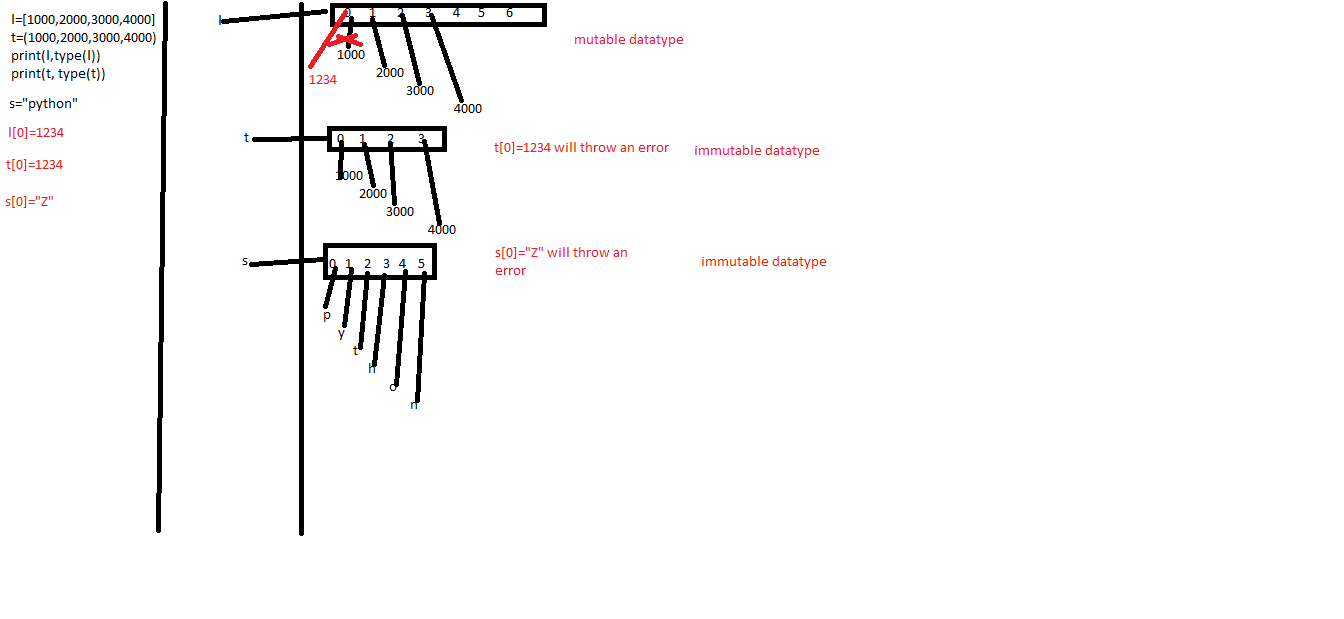 l=[1000,2000,3000,4000]
t=(1000,2000,3000,4000)
print(l,type(l))
print(t, type(t))
s="python"
l[0]=1234
t[0]=1234
s[0]="Z"
l
0 1 2 3 4 5 6
1000
2000
3000
4000
1234
mutable datatype
t
0 1 2 3
1000
2000
3000
4000
t[0]=1234 will throw an error
immutable datatype
s
0 1 2 3 4 5
p
y
t
h
o
n
s[0]="Z" will throw an
error
immutable datatype